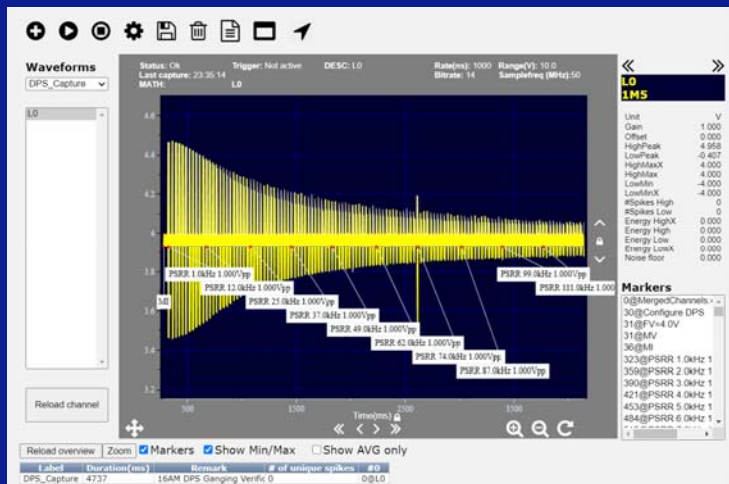 Waveforms
DPS_Capture
L0
Reload channel
Status: Ok Trigger: Not active DESC: L0 Rate(ms): 1000 Range(V): 10.0
Last capture: 23:35:14 Bitrate: 14 Samplefreq (MHz):50
MATH: L0
4.6
4.4
4.2
4
3.8
3.6
3.4
3.2
PSRR 1.0kHz 1.000Vpp
PSRR 12.0kHz 1.000Vpp
MI
PSRR 25.0kHz 1.000Vpp
PSRR 37.0kHz 1.000Vpp
PSRR 49.0kHz 1.000Vpp
PSRR 62.0kHz 1.000Vpp
PSRR 74.0kHz 1.000Vpp
PSRR 87.0kHz 1.000Vpp
PSRR 99.0kHz 1.000Vpp
PSRR 111.0kHz 1.000
500 1500 2500 3500
Time(ms)
L0
1M5
Unit V
Gain 1.000
Offset 0.000
HighPeak 4.958
LowPeak -0.407
HighMaxX 4.000
HighMax 4.000
LowMin -4.000
LowMinX -4.000
#Spikes High 0
#Spikes Low 0
Energy HighX 0.000
Energy High 0.000
Energy Low 0.000
Energy LowX 0.000
Noise floor 0.000
Markers
0@MergedChannels.
30@Configure DPS
31@FV=4.0V
31@MV
36@MI
323@PSRR 1.0kHz 1
359@PSRR 2.0kHz 1
390@PSRR 3.0kHz 1
421@PSRR 4.0kHz 1
453@PSRR 5.0kHz 1
484@PSRR 6.0kHz 1
Reload overview Zoom Markers Show Min/Max Show AVG only
Label Duration(ms) Remark # of unique spikes #0
DPS_Capture 4737 16AM DPS Ganging Verific 0 0@L0